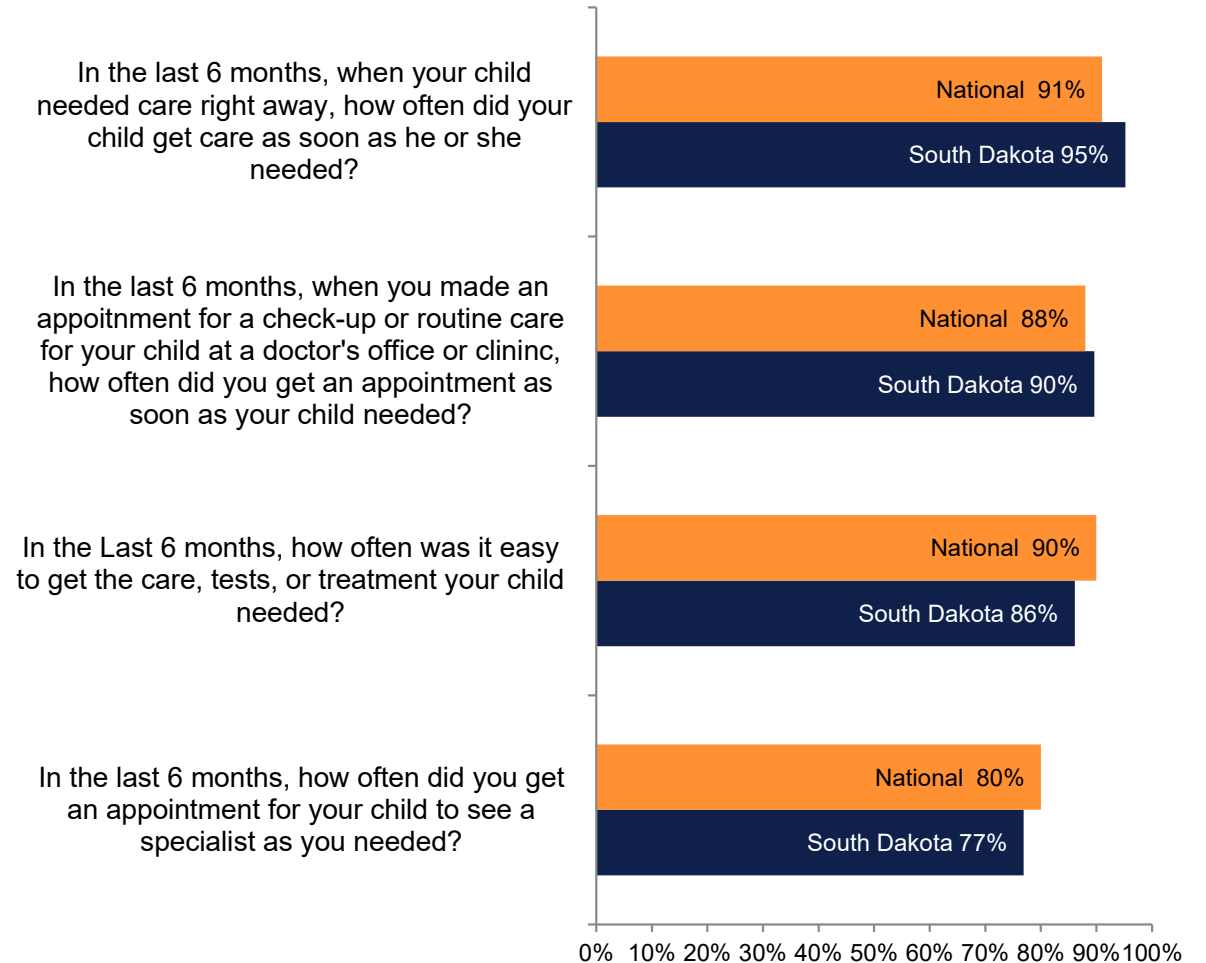 In the last 6 months, when your child
needed care right away, how often did your
child get care as soon as he or she
needed?
National  91%
South Dakota 95%
In the last 6 months, when you made an
appoitnment for a check-up or routine care
for your child at a doctor's office or clininc,
how often did you get an appointment as
soon as your child needed?
National  88%
South Dakota 90%
In the Last 6 months, how often was it easy
to get the care, tests, or treatment your child
needed?
National  90%
South Dakota 86%
In the last 6 months, how often did you get
an appointment for your child to see a
specialist as you needed?
National  80%
South Dakota 77%
0% 10% 20% 30% 40% 50% 60% 70% 80% 90% 100%